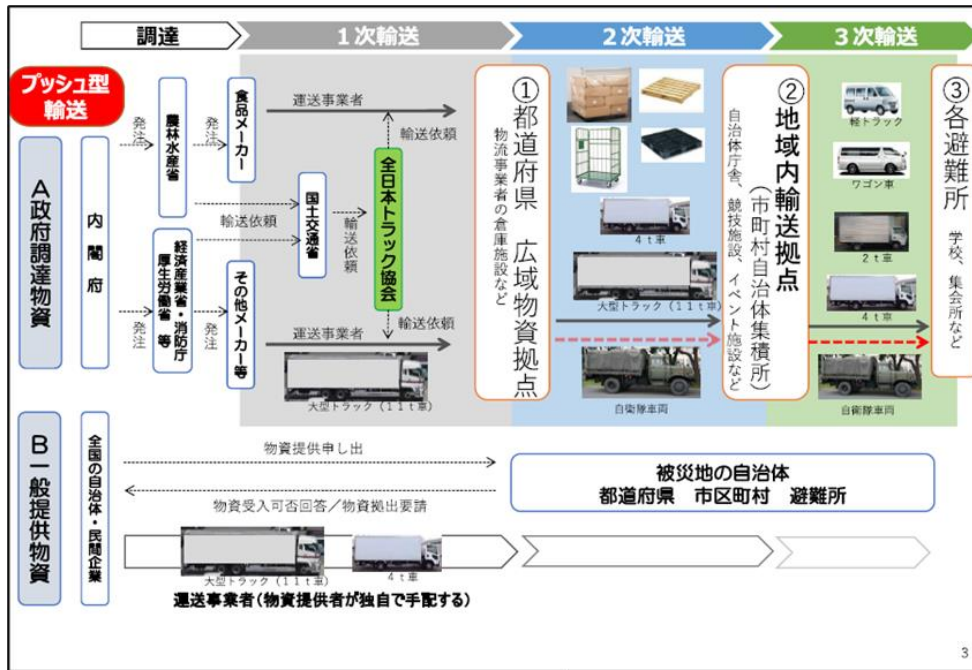 調達
1次輸送
2次輸送
3次輸送
プッシュ型
輸送
A政府調達物資
内閣府
発注
農林水産省
発注
食品メーカー
運送事業者
輸送依頼
全日本トラック協会
輸送依頼
国土交通省
輸送依頼
発注
経済産業省・消防庁
厚生労働省 等
発注
その他メーカー等
輸送依頼
運送事業者
大型トラック(11t車)
①都道府県 広域物資拠点
物流事業者の倉庫施設など
4t車
大型トラック(11t車)
自衛隊車両
②地域内輸送拠点
(市町村自治体集積所)
自治体庁舎、競技施設、イベント施設など
軽トラック
ワゴン車
2t車
4t車
自衛隊車両
③各避難所
学校、集会所など
B一般提供物資
全国の自治体・民間企業
物資提供申し出
物資受入可否回答/物資拠出要請
被災地の自治体
都道府県 市区町村 避難所
大型トラック(11t車)
4t車
運送事業者(物資提供者が独自で手配する)
3